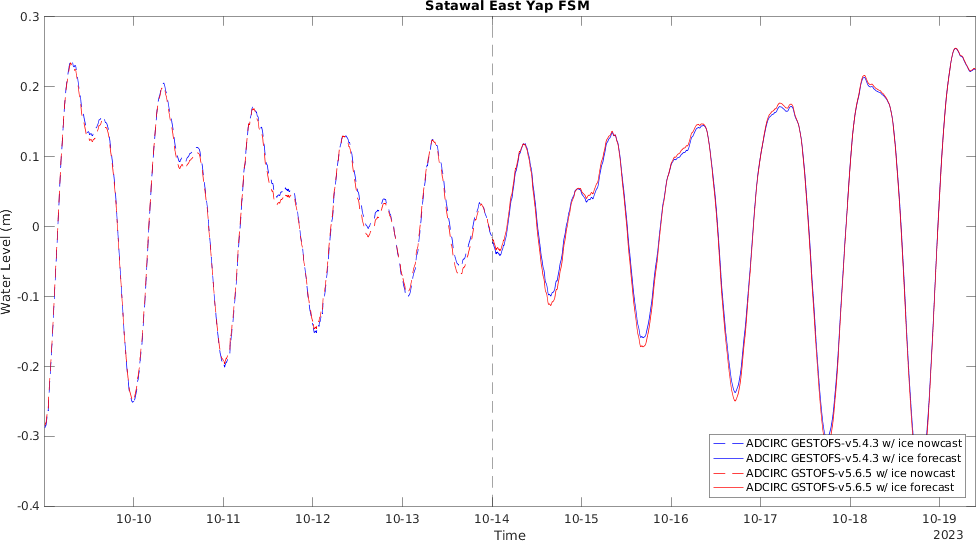 Satawal East Yap FSM
0.3
0.2
0.1
0
-0.1
-0.2
-0.3
-0.4
Water Level (m)
10-10
10-11
10-12
10-13
10-14
10-15
10-16
10-17
10-18
10-19
2023
Time
ADCIRC GESTOFS-v5.4.3 w/ ice nowcast
ADCIRC GESTOFS-v5.4.3 w/ ice forecast
ADCIRC GSTOFS-v5.6.5 w/ ice nowcast
ADCIRC GSTOFS-v5.6.5 w/ ice forecast